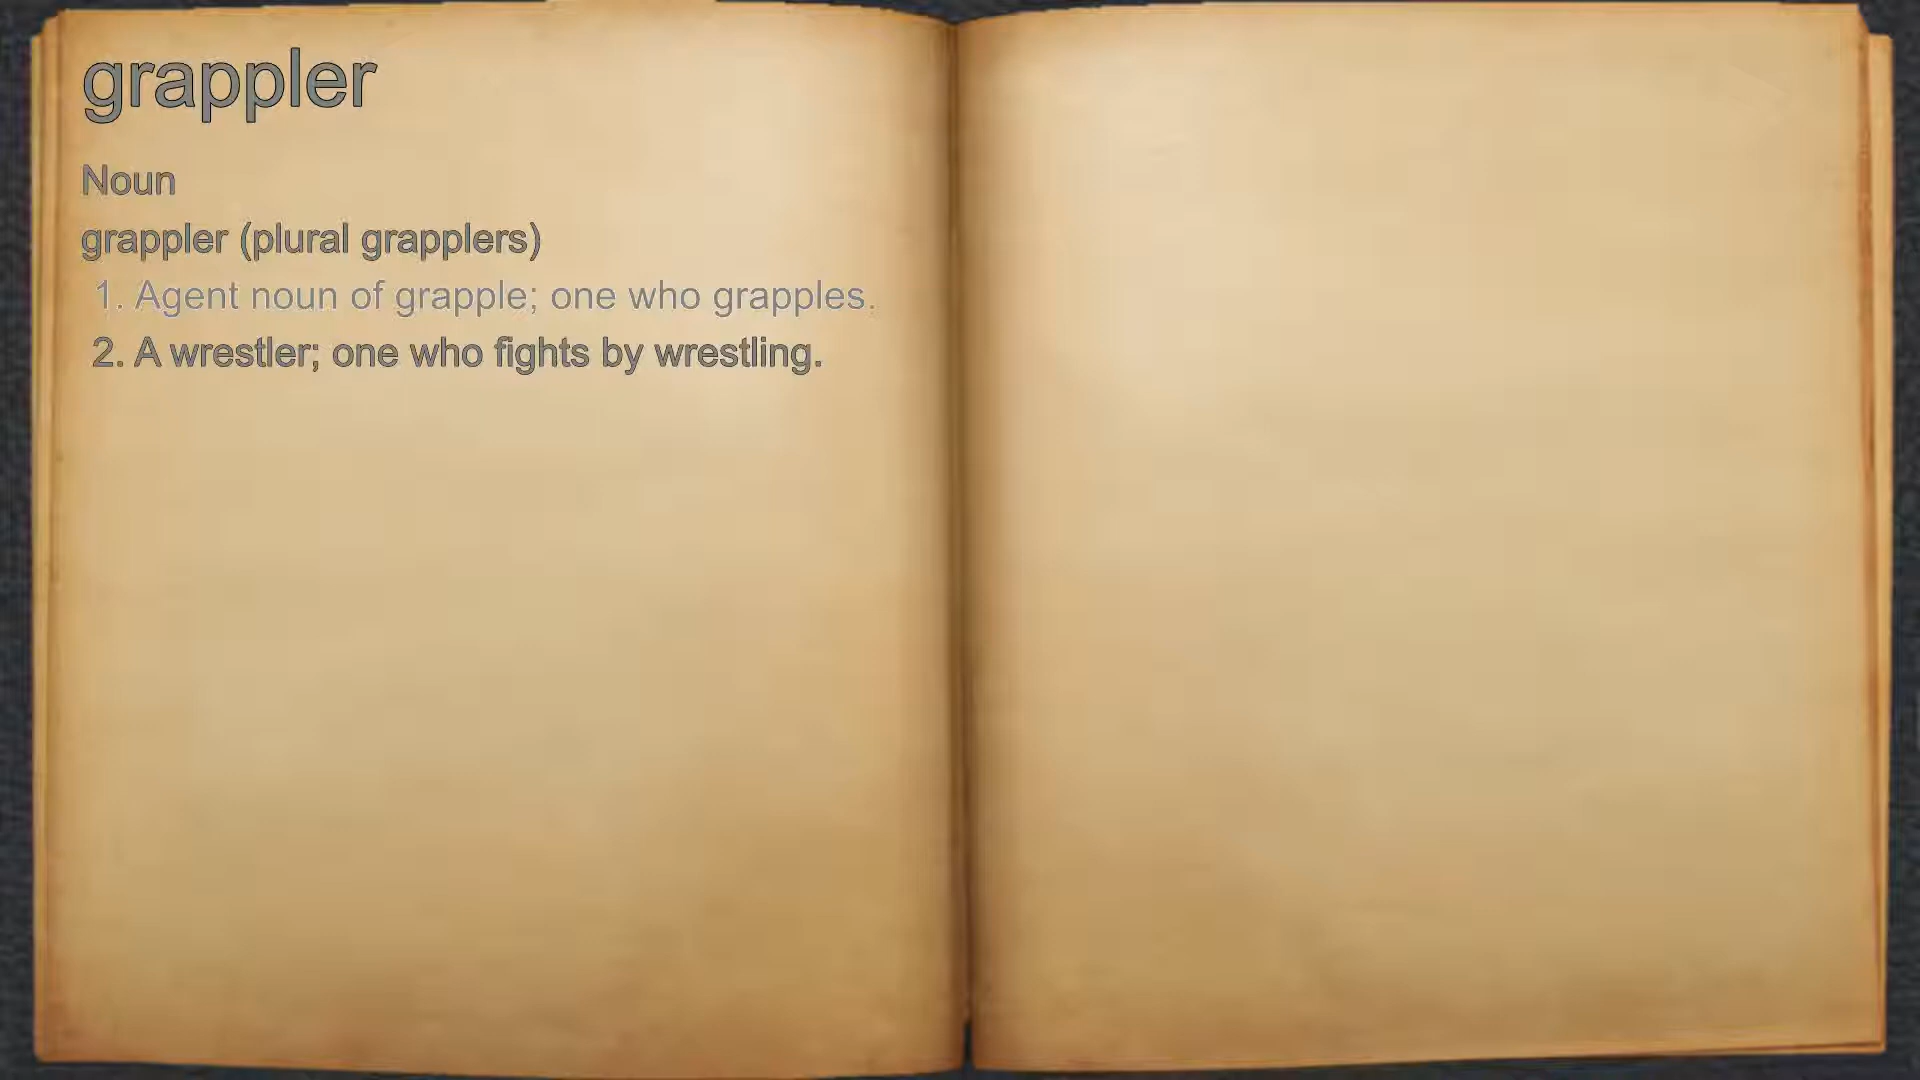 grappler
Noun
grappler (plural grapplers)
1. Agent noun of grapple; one who grapples.
2. A wrestler; one who fights by wrestling.